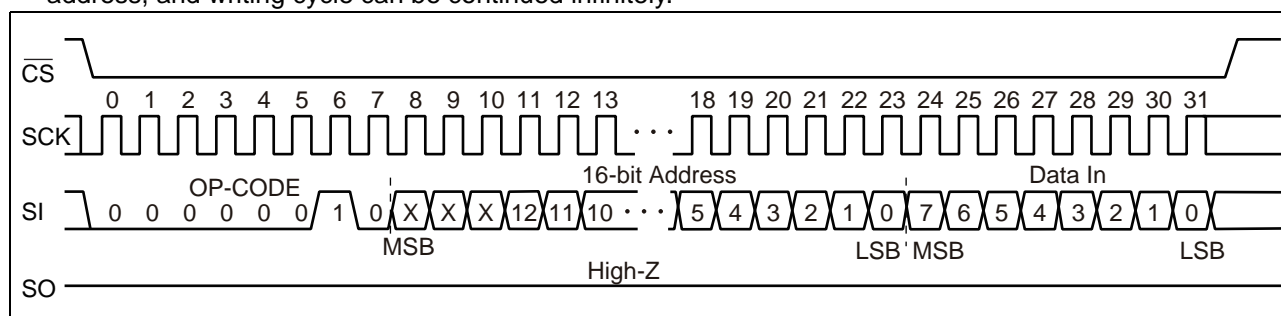 address, and writing cycle can be continued infinitely.
CS
0 1 2 3 4 5 6 7 8 9 10 11 12 13 18 19 20 21 22 23 24 25 26 27 28 29 30 31
SCK ···
OP-CODE 16-bit Address Data In
SI 0 0 0 0 0 0 1 0 X X X 12 11 10 ··· 5 4 3 2 1 0 7 6 5 4 3 2 1 0
MSB LSB MSB LSB
High-Z
SO